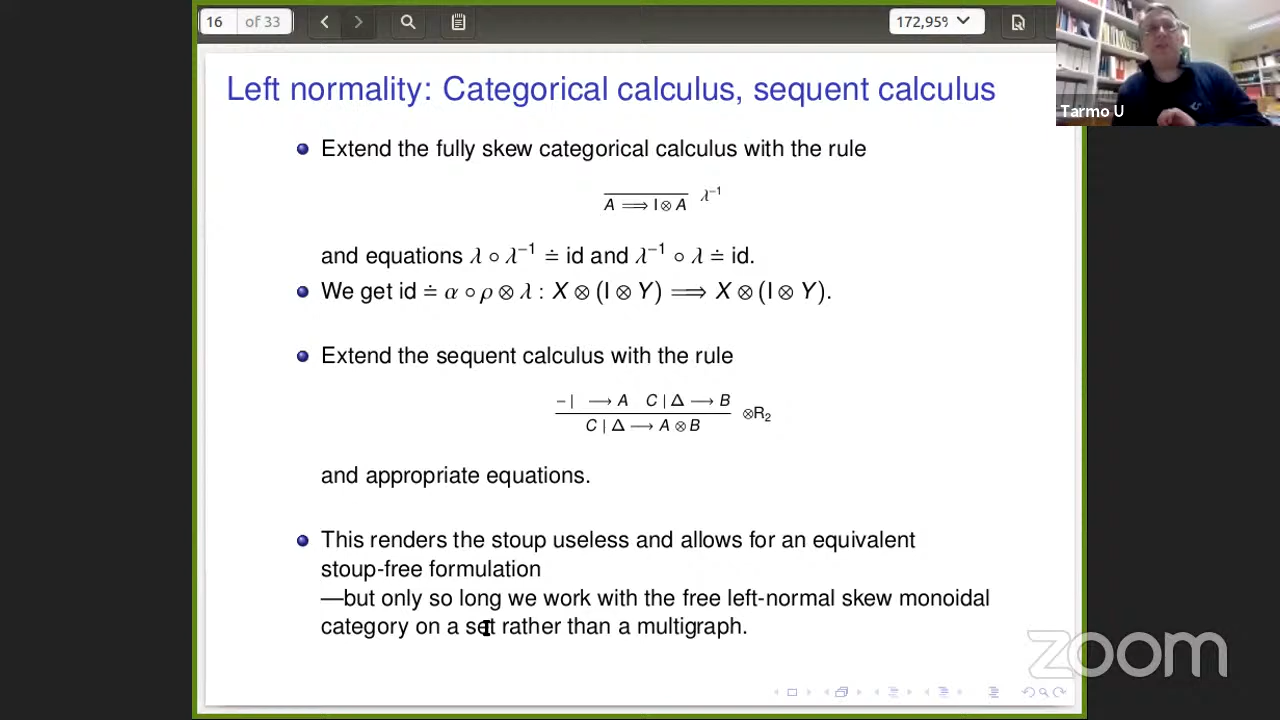 16 of 33
172,95%
Tarmo U
Left normality: Categorical calculus, sequent calculus
Extend the fully skew categorical calculus with the rule
A ⟹ I ⊗ A λ⁻¹
and equations λ ∘ λ⁻¹ ≐ id and λ⁻¹ ∘ λ ≐ id.
We get id ≐ α ∘ ρ ⊗ λ : X ⊗ (I ⊗ Y) ⟹ X ⊗ (I ⊗ Y).
Extend the sequent calculus with the rule
– | ⟶ A C | Δ ⟶ B
C | Δ ⟶ A ⊗ B ⊗R₂
and appropriate equations.
This renders the stoup useless and allows for an equivalent
stoup-free formulation
—but only so long we work with the free left-normal skew monoidal
category on a set rather than a multigraph.
zoom